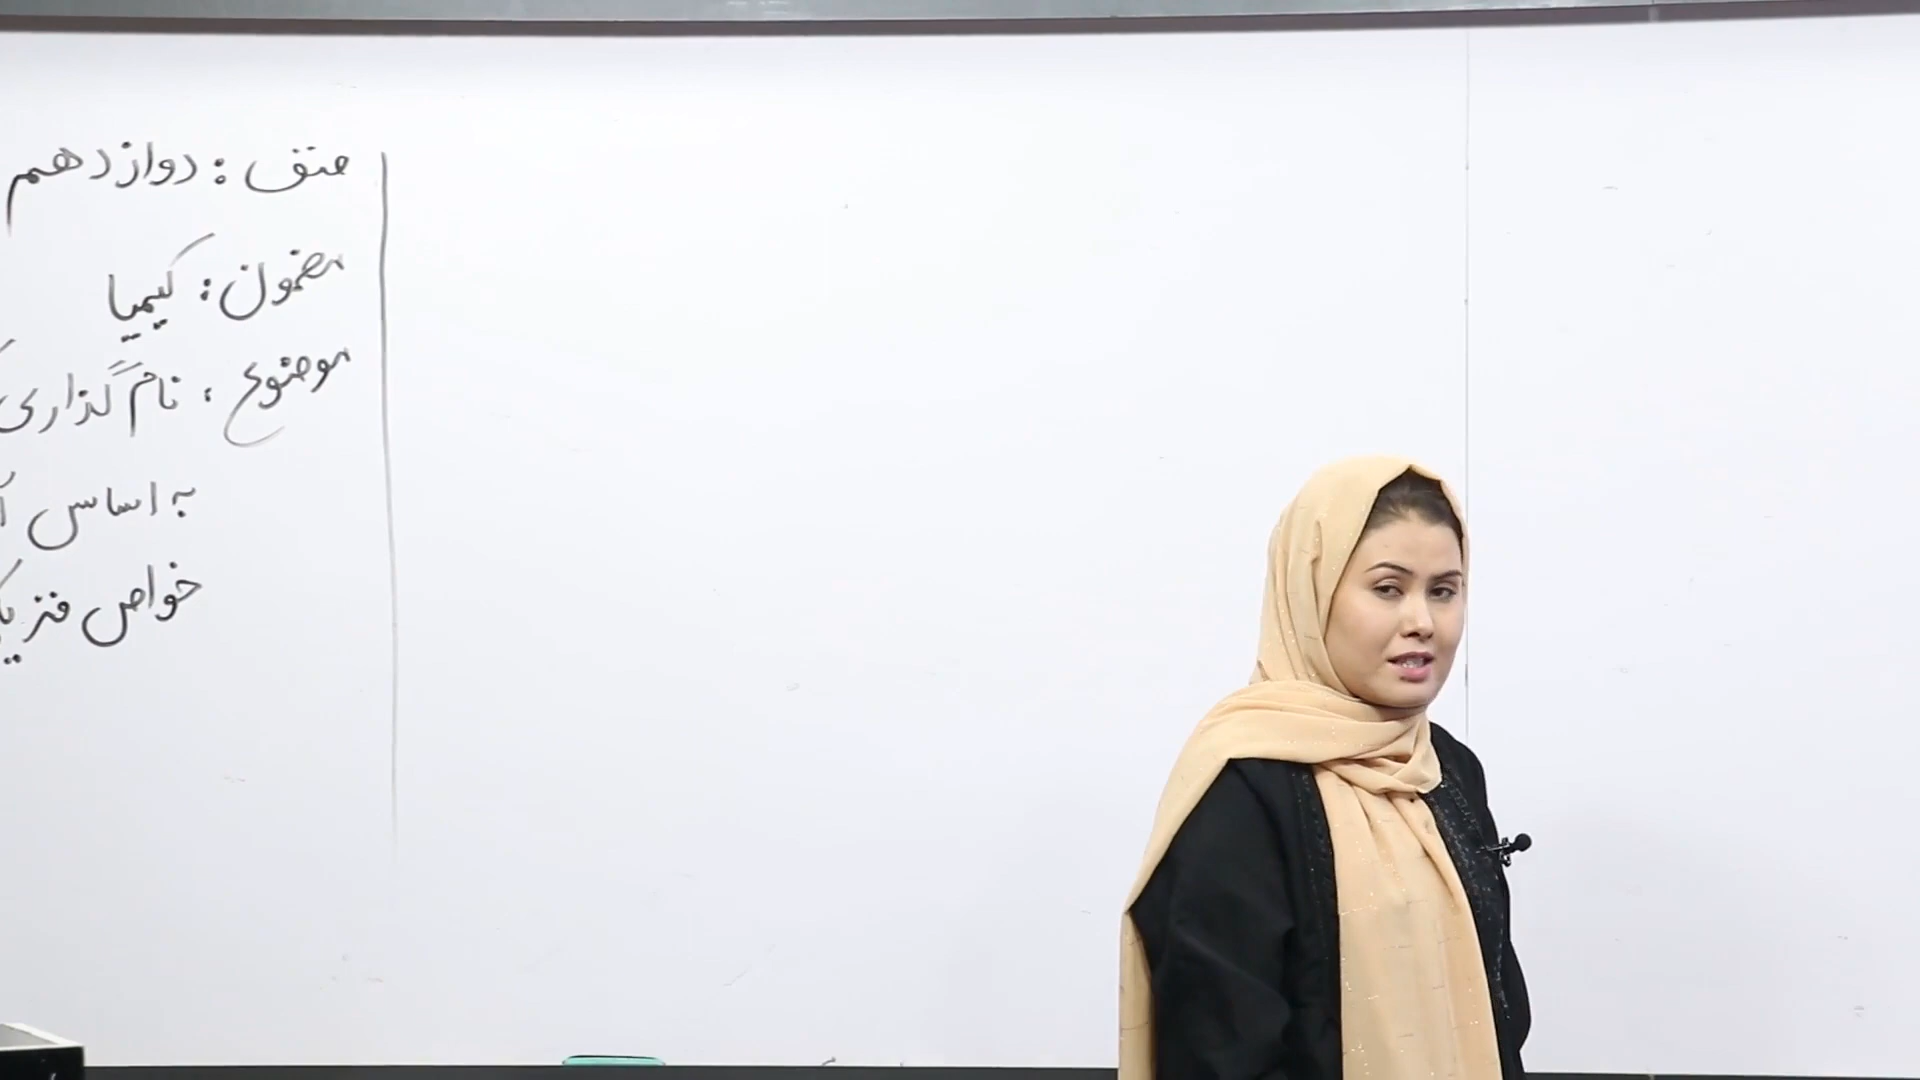 صنف : دوازدهم
مضمون : کیمیا
موضوع : نام گذاری
به اساس
خواص فزیک